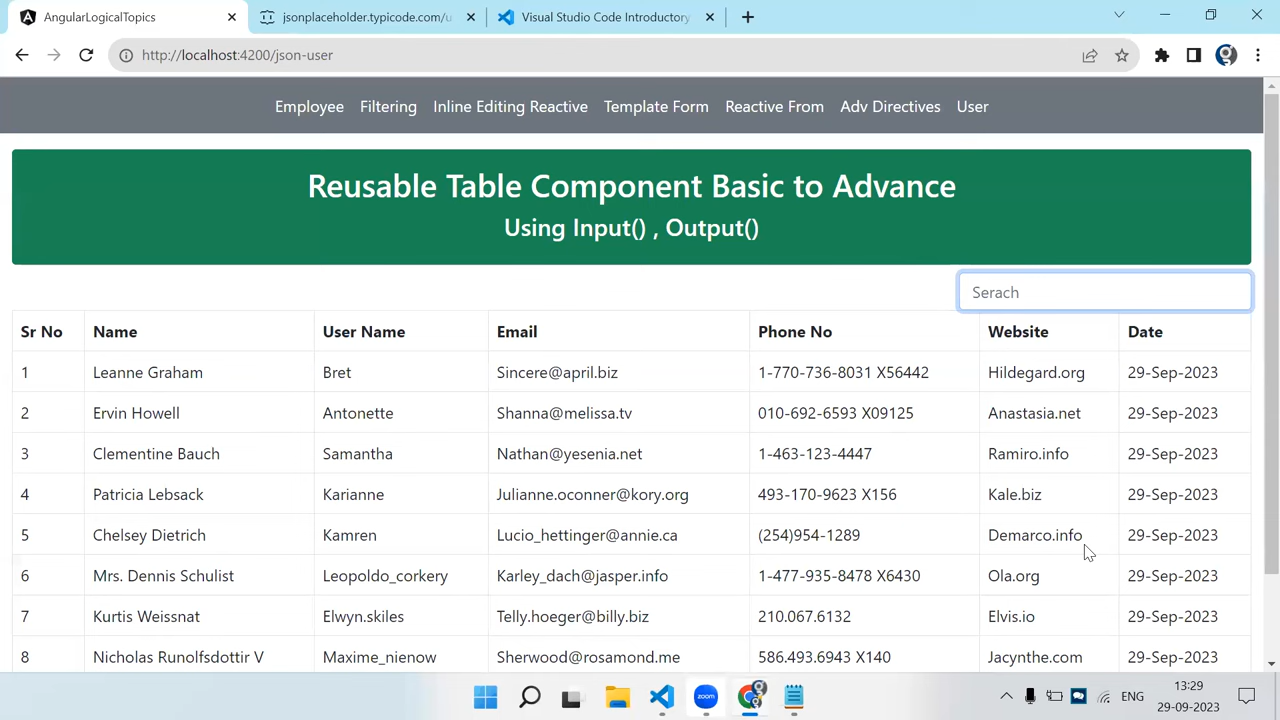 AngularLogicalTopics
jsonplaceholder.typicode.com/u
Visual Studio Code Introductory
http://localhost:4200/json-user
Employee Filtering Inline Editing Reactive Template Form Reactive From Adv Directives User
Reusable Table Component Basic to Advance
Using Input() , Output()
Serach
Sr No Name User Name Email Phone No Website Date
1 Leanne Graham Bret Sincere@april.biz 1-770-736-8031 X56442 Hildegard.org 29-Sep-2023
2 Ervin Howell Antonette Shanna@melissa.tv 010-692-6593 X09125 Anastasia.net 29-Sep-2023
3 Clementine Bauch Samantha Nathan@yesenia.net 1-463-123-4447 Ramiro.info 29-Sep-2023
4 Patricia Lebsack Karianne Julianne.oconner@kory.org 493-170-9623 X156 Kale.biz 29-Sep-2023
5 Chelsey Dietrich Kamren Lucio_hettinger@annie.ca (254)954-1289 Demarco.info 29-Sep-2023
6 Mrs. Dennis Schulist Leopoldo_corkery Karley_dach@jasper.info 1-477-935-8478 X6430 Ola.org 29-Sep-2023
7 Kurtis Weissnat Elwyn.skiles Telly.hoeger@billy.biz 210.067.6132 Elvis.io 29-Sep-2023
8 Nicholas Runolfsdottir V Maxime_nienow Sherwood@rosamond.me 586.493.6943 X140 Jacynthe.com 29-Sep-2023
zoom
ENG
13:29
29-09-2023